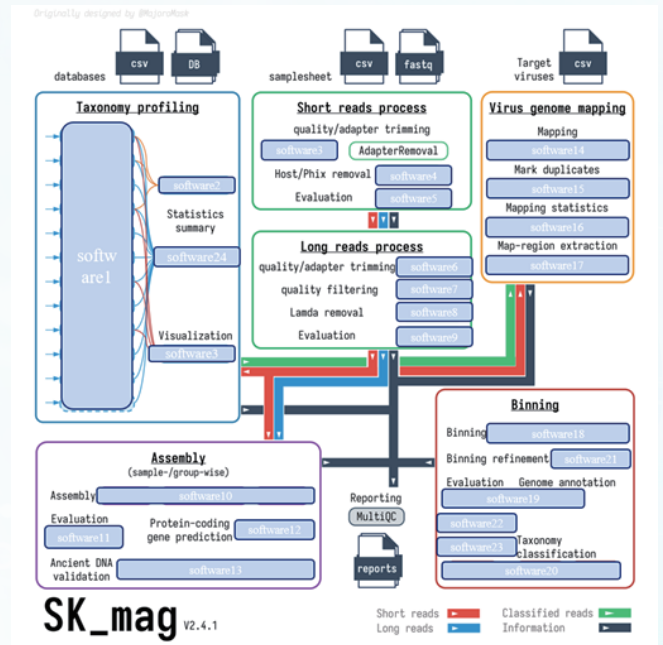 Originally designed by @MajoroMask
databases
csv
DB
samplesheet
csv
fastq
Target
viruses
csv
Taxonomy profiling
softw
are1
software2
Statistics
summary
software24
Visualization
software3
Short reads process
quality/adapter trimming
software3
AdapterRemoval
Host/Phix removal
software4
Evaluation
software5
Long reads process
quality/adapter trimming
software6
quality filtering
software7
Lamda removal
software8
Evaluation
software9
Virus genome mapping
Mapping
software14
Mark duplicates
software15
Mapping statistics
software16
Map-region extraction
software17
Assembly
(sample-/group-wise)
Assembly
software10
Evaluation
software11
Protein-coding
gene prediction
software12
Ancient DNA
validation
software13
Reporting
MultiQC
reports
Binning
Binning
software18
Binning refinement
software21
Evaluation
Genome annotation
software19
software22
software23
Taxonomy
classification
software20
SK_mag V2.4.1
Short reads
Classified reads
Long reads
Information